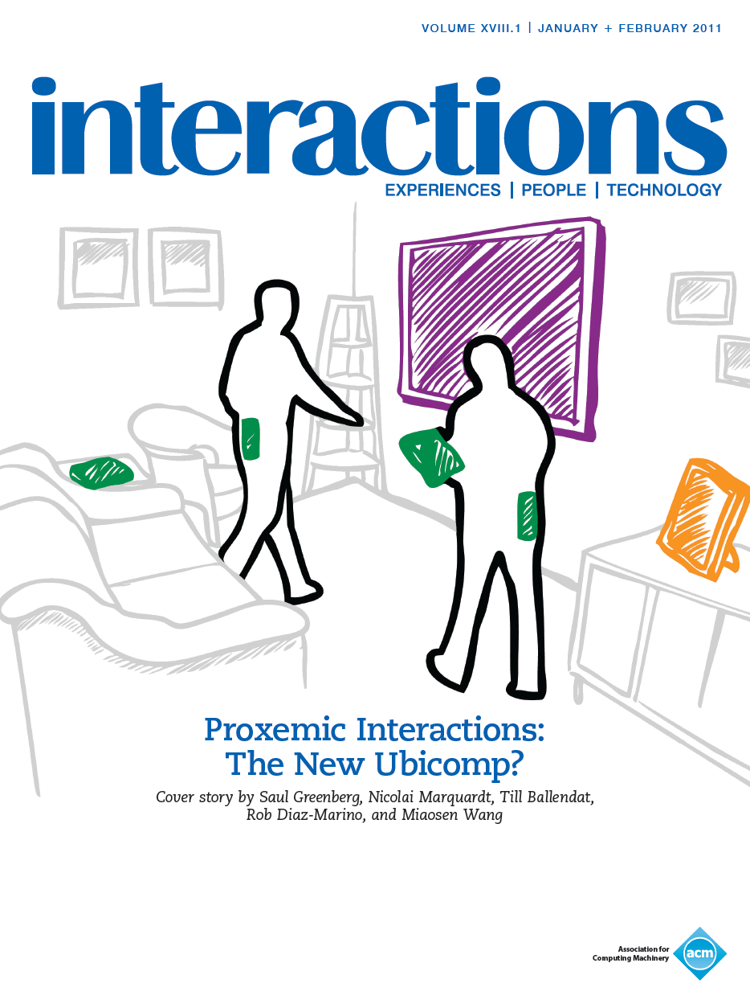 VOLUME XVIII.1 | JANUARY + FEBRUARY 2011
interactions
EXPERIENCES | PEOPLE | TECHNOLOGY
Proxemic Interactions:
The New Ubicomp?
Cover story by Saul Greenberg, Nicolai Marquardt, Till Ballendat,
Rob Diaz-Marino, and Miaosen Wang
Association for
Computing Machinery
acm